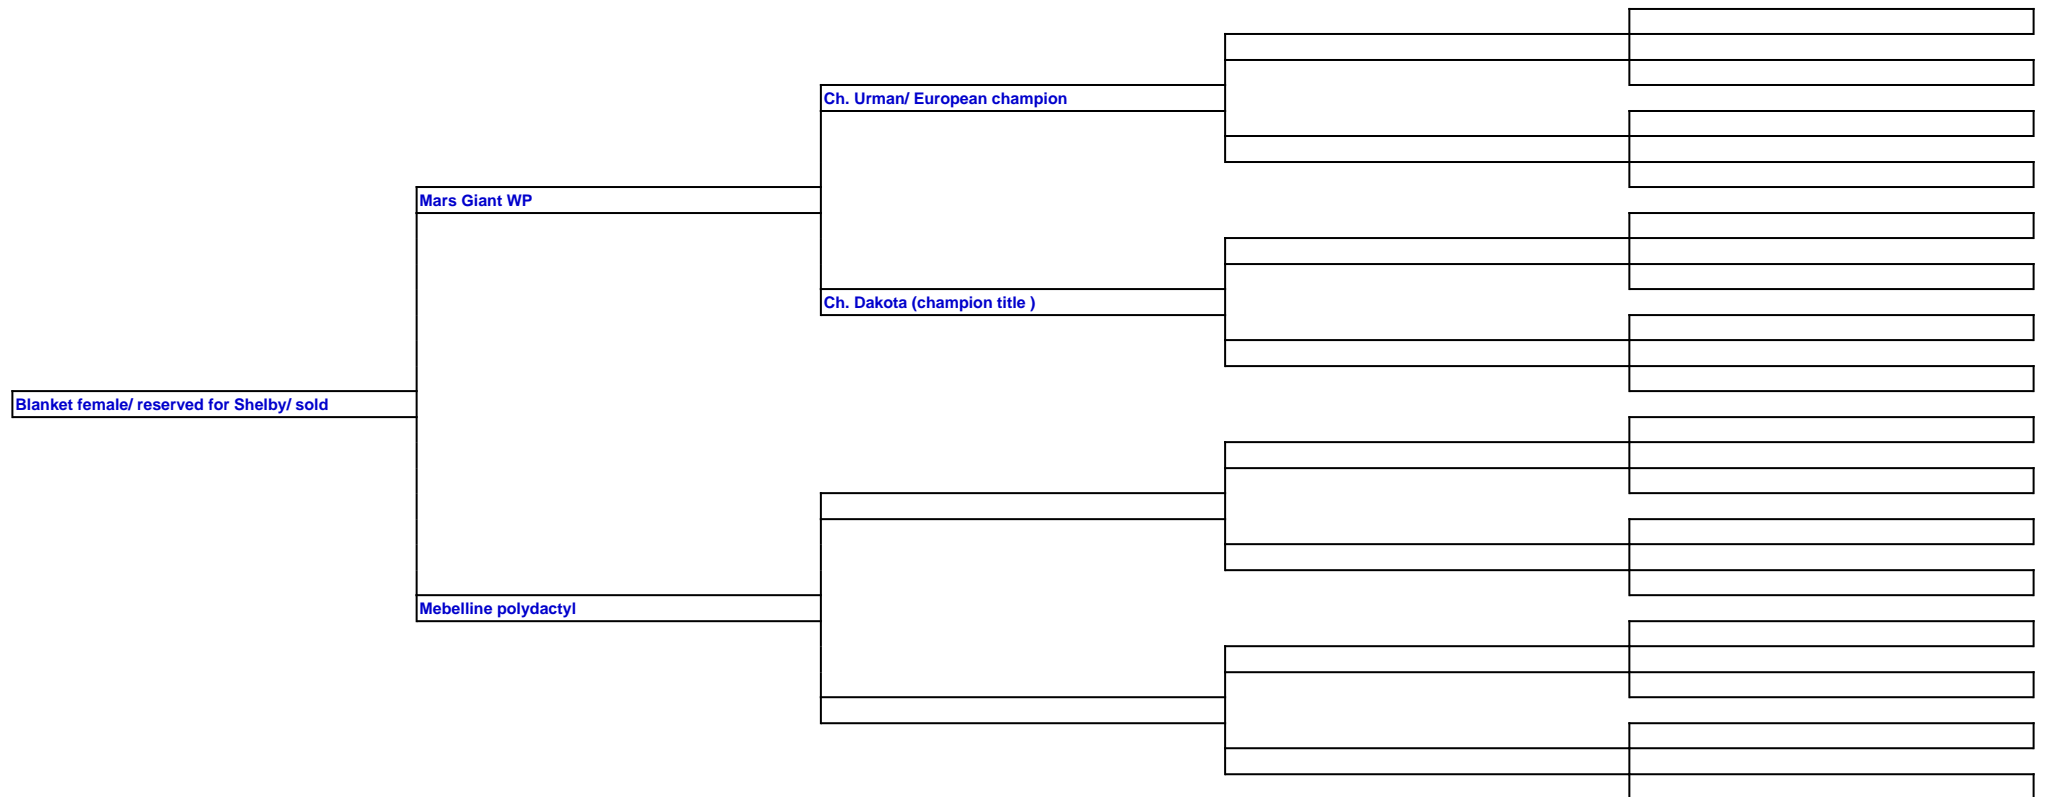 Ch. Urman/ European champion
Mars Giant WP
Ch. Dakota (champion title )
Blanket female/ reserved for Shelby/ sold
Mebelline polydactyl